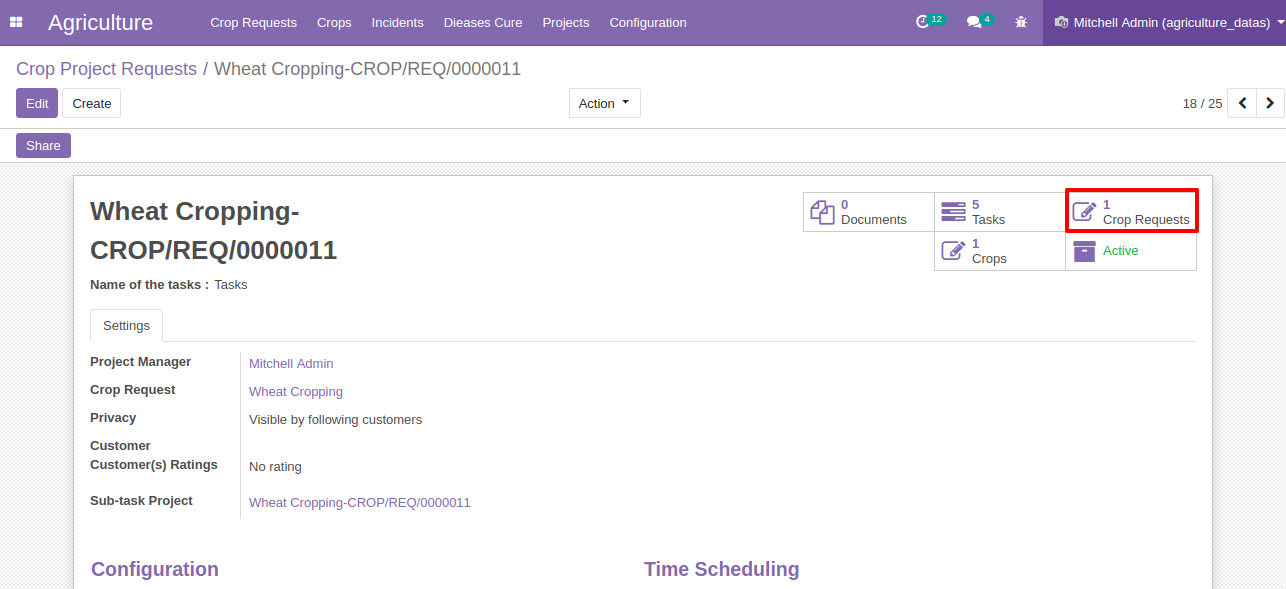 Agriculture Crop Requests Crops Incidents Dieases Cure Projects Configuration 12 4 Mitchell Admin (agriculture_datas)
Crop Project Requests / Wheat Cropping-CROP/REQ/0000011
Edit Create Action 18 / 25
Share
0 Documents
5 Tasks
1 Crop Requests
1 Crops
Active
Wheat Cropping-
CROP/REQ/0000011
Name of the tasks : Tasks
Settings
Project Manager Mitchell Admin
Crop Request Wheat Cropping
Privacy Visible by following customers
Customer
Customer(s) Ratings No rating
Sub-task Project Wheat Cropping-CROP/REQ/0000011
Configuration Time Scheduling